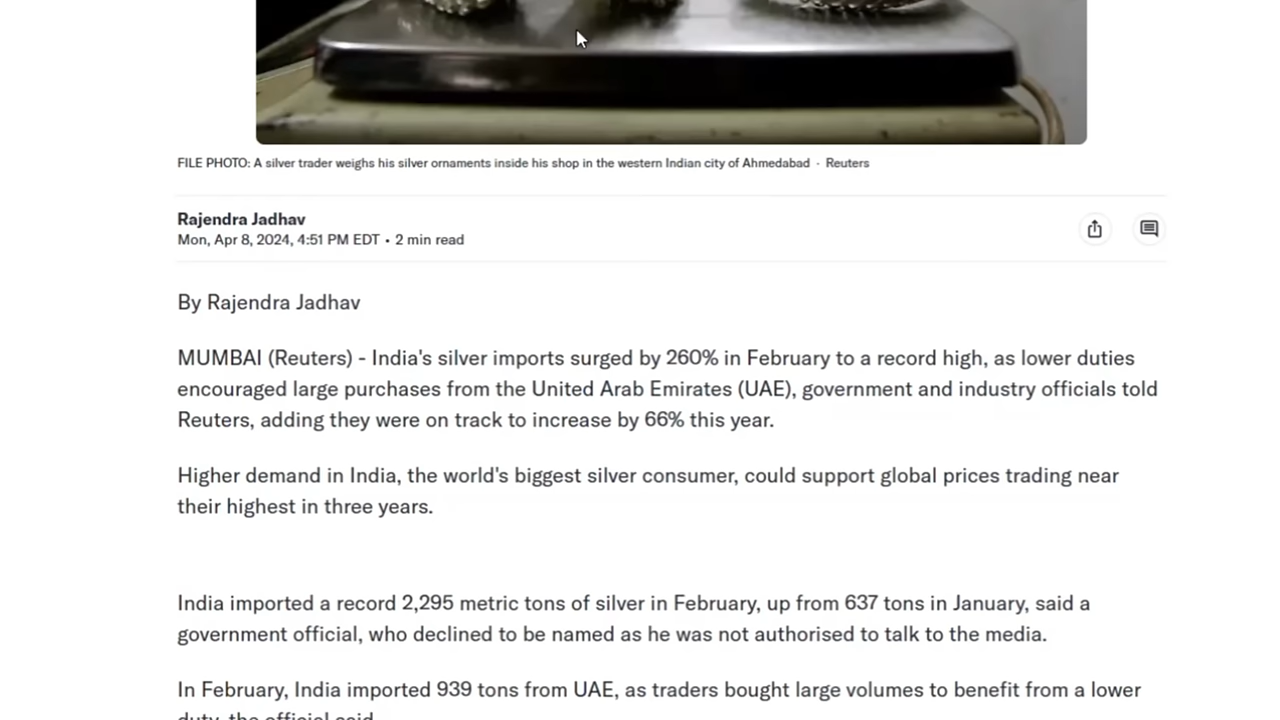 FILE PHOTO: A silver trader weighs his silver ornaments inside his shop in the western Indian city of Ahmedabad · Reuters
Rajendra Jadhav
Mon, Apr 8, 2024, 4:51 PM EDT • 2 min read
By Rajendra Jadhav
MUMBAI (Reuters) - India's silver imports surged by 260% in February to a record high, as lower duties
encouraged large purchases from the United Arab Emirates (UAE), government and industry officials told
Reuters, adding they were on track to increase by 66% this year.
Higher demand in India, the world's biggest silver consumer, could support global prices trading near
their highest in three years.
India imported a record 2,295 metric tons of silver in February, up from 637 tons in January, said a
government official, who declined to be named as he was not authorised to talk to the media.
In February, India imported 939 tons from UAE, as traders bought large volumes to benefit from a lower
duty, the official said.